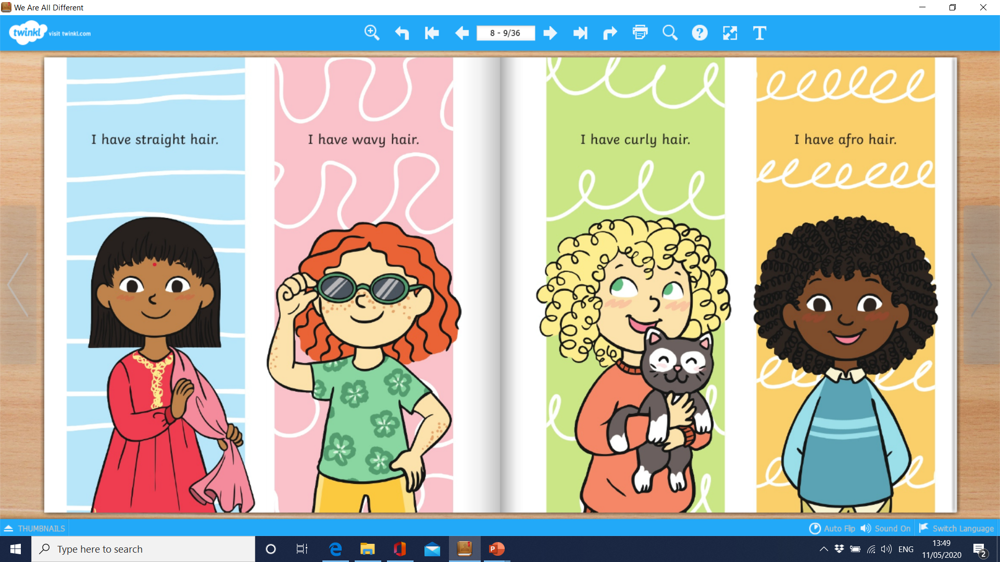 We Are All Different
twinkl visit twinkl.com
8 - 9/36
I have straight hair.
I have wavy hair.
I have curly hair.
I have afro hair.
THUMBNAILS
Auto Flip
Sound On
Switch Language
Type here to search
ENG
13:49
11/05/2020
2